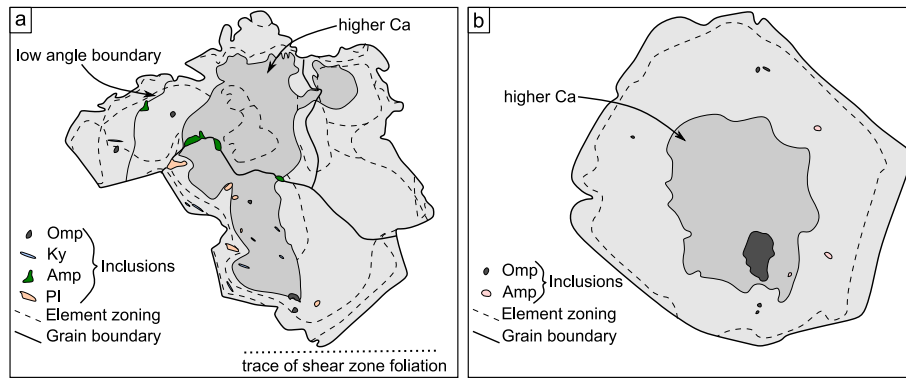 a
higher Ca
low angle boundary
Omp
Ky
Amp
Pl
Inclusions
Element zoning
Grain boundary
trace of shear zone foliation
b
higher Ca
Omp
Amp
Inclusions
Element zoning
Grain boundary